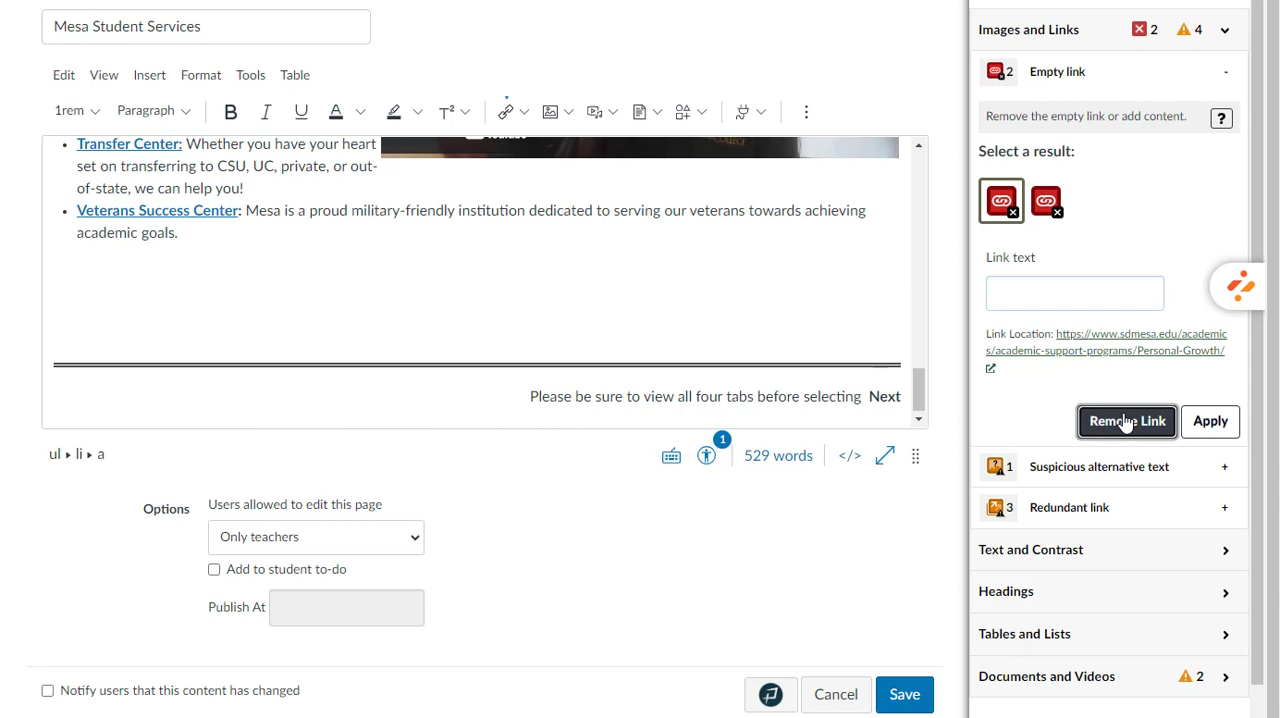 Mesa Student Services
Edit View Insert Format Tools Table
1rem Paragraph B I U A T²
Transfer Center: Whether you have your heart
set on transferring to CSU, UC, private, or out-
of-state, we can help you!
Veterans Success Center: Mesa is a proud military-friendly institution dedicated to serving our veterans towards achieving
academic goals.
Please be sure to view all four tabs before selecting Next
ul ▸ li ▸ a
1
529 words
</>
Options
Users allowed to edit this page
Only teachers
Add to student to-do
Publish At
Notify users that this content has changed
Cancel
Save
Images and Links 2 4
2 Empty link -
Remove the empty link or add content. ?
Select a result:
Link text
Link Location: https://www.sdmesa.edu/academic
s/academic-support-programs/Personal-Growth/
Remove Link Apply
1 Suspicious alternative text +
3 Redundant link +
Text and Contrast
Headings
Tables and Lists
Documents and Videos 2